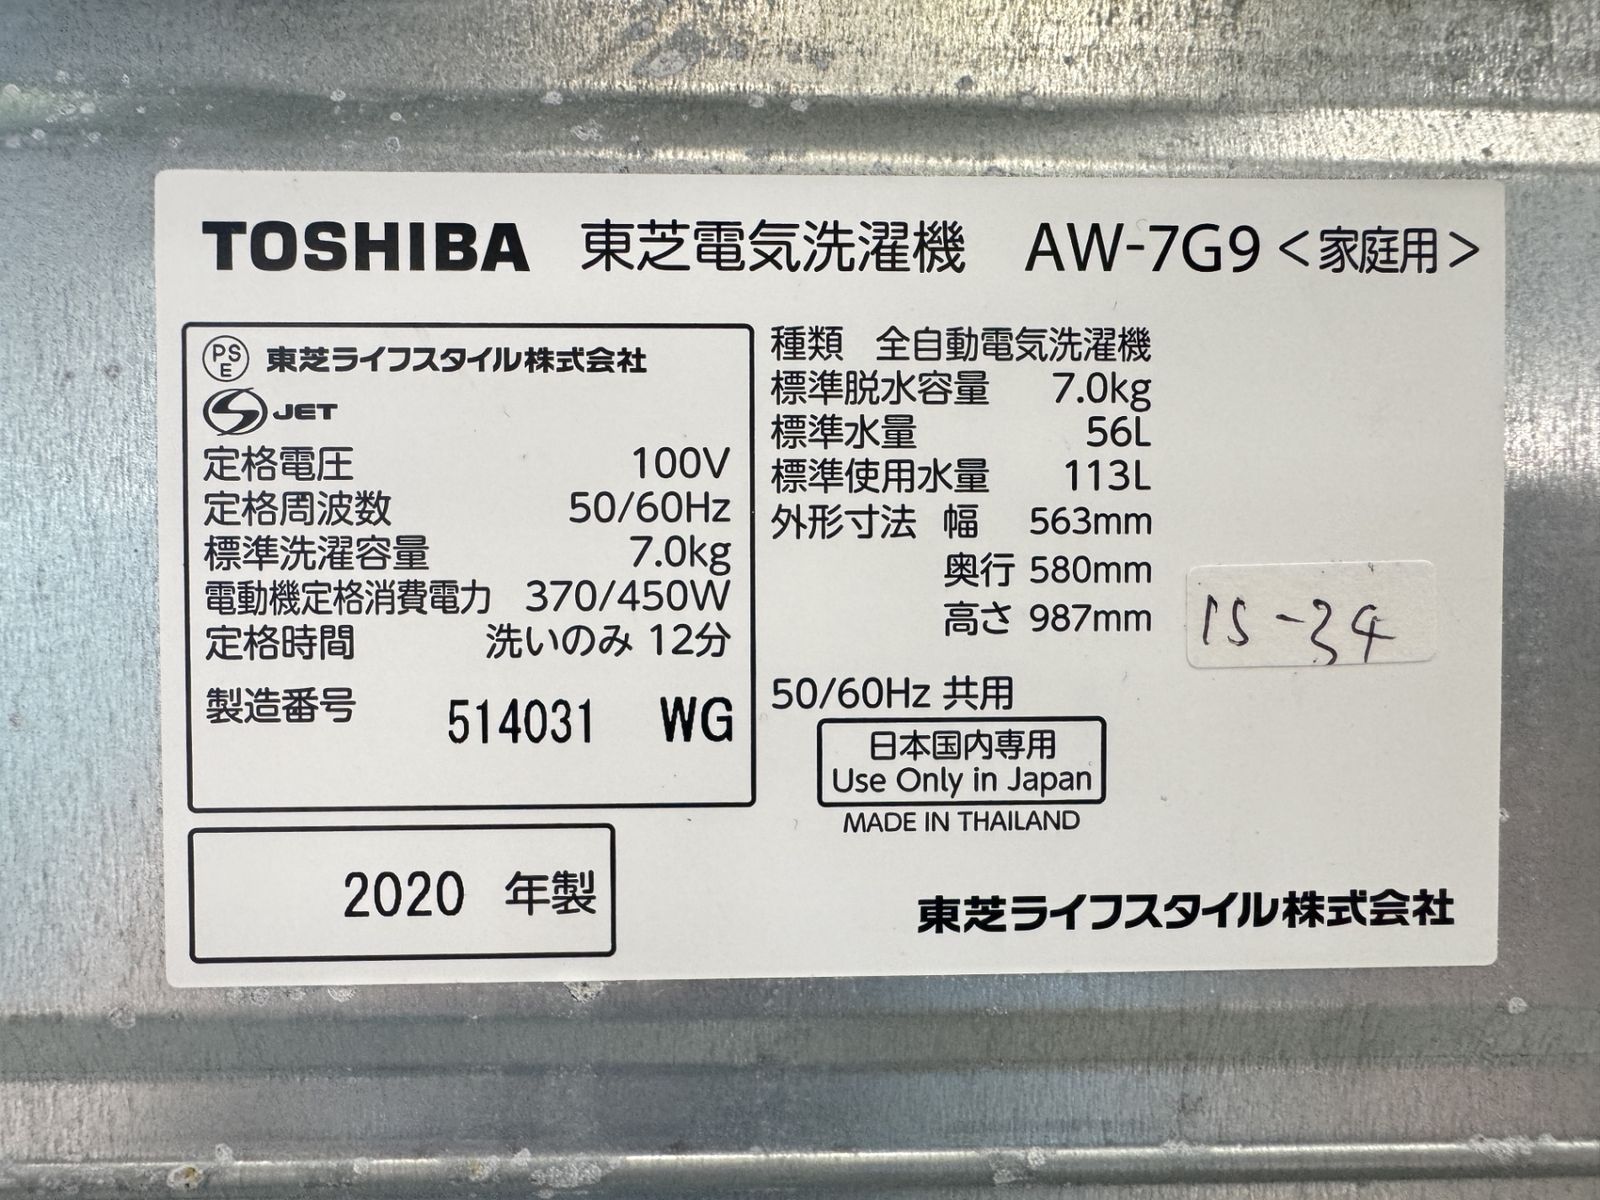 TOSHIBA 東芝電気洗濯機 AW-7G9 <家庭用>
PSE 東芝ライフスタイル株式会社
S JET
定格電圧 100V
定格周波数 50/60Hz
標準洗濯容量 7.0kg
電動機定格消費電力 370/450W
定格時間 洗いのみ 12分
製造番号 514031 WG
2020 年製
種類 全自動電気洗濯機
標準脱水容量 7.0kg
標準水量 56L
標準使用水量 113L
外形寸法 幅 563mm
奥行 580mm
高さ 987mm
50/60Hz 共用
日本国内専用
Use Only in Japan
MADE IN THAILAND
東芝ライフスタイル株式会社
15-34